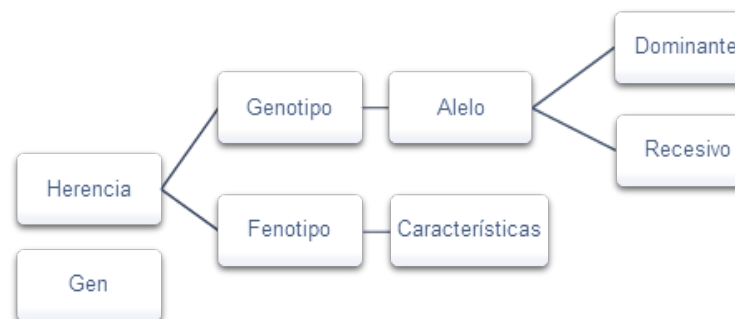 Dominante
Genotipo
Alelo
Recesivo
Herencia
Fenotipo
Características
Gen